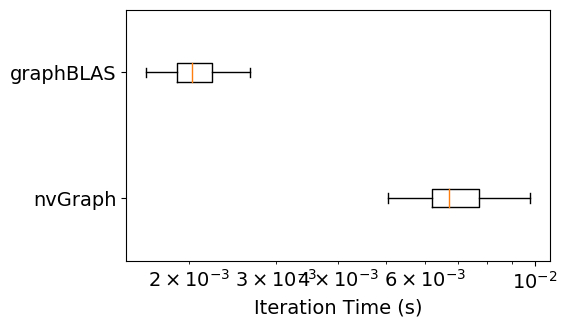 graphBLAS
nvGraph
2 × 10⁻³ 3 × 10⁻³ 4 × 10⁻³ 6 × 10⁻³ 10⁻²
Iteration Time (s)